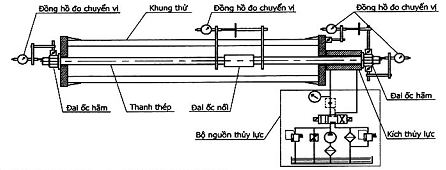 Đồng hồ đo chuyển vị
Khung thử
Đồng hồ đo chuyển vị
Đồng hồ đo chuyển vị
Đai ốc hãm
Thanh thép
Đai ốc nối
Đai ốc hãm
Bộ nguồn thủy lực
Kích thủy lực